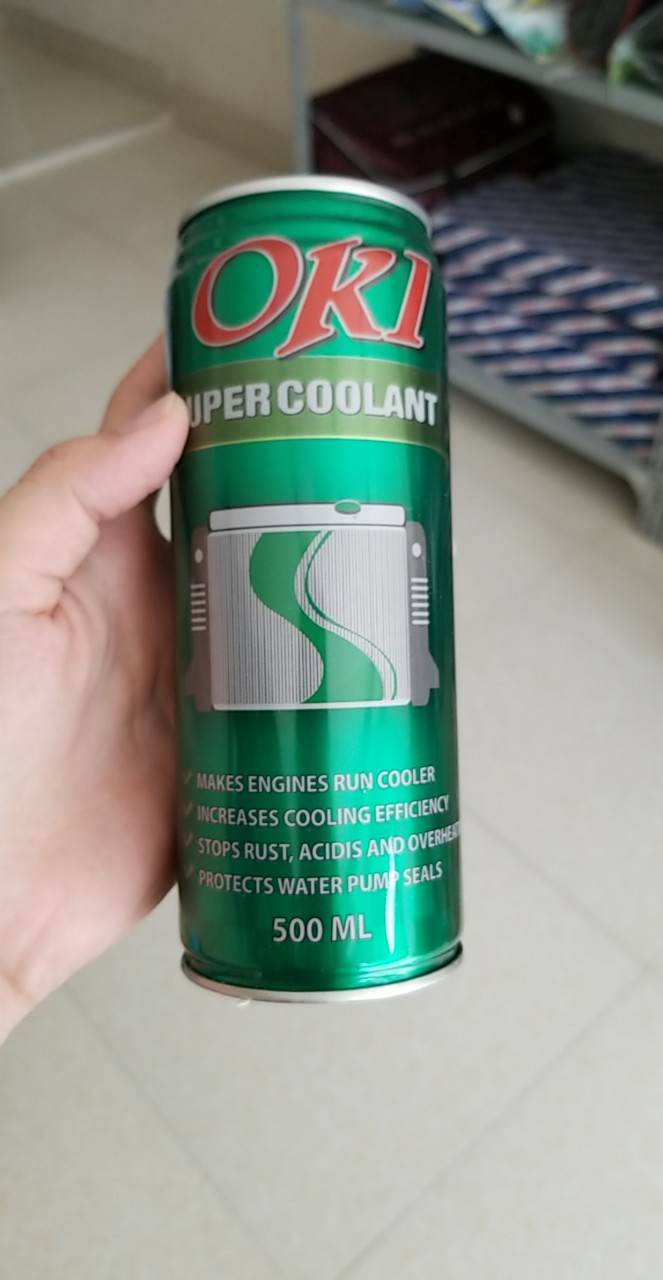 OKI
UPER COOLANT
MAKES ENGINES RUN COOLER
INCREASES COOLING EFFICIENCY
STOPS RUST, ACIDIS AND OVERHEAT
PROTECTS WATER PUMP SEALS
500 ML